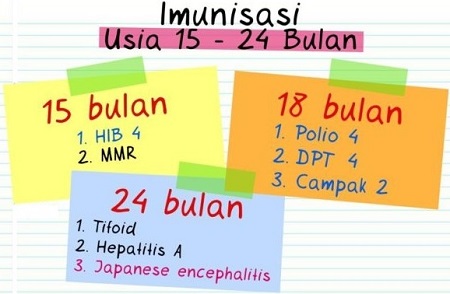 Imunisasi
Usia 15 - 24 Bulan
15 bulan
1. HIB 4
2. MMR
18 bulan
1. Polio 4
2. DPT 4
3. Campak 2
24 bulan
1. Tifoid
2. Hepatitis A
3. Japanese encephalitis